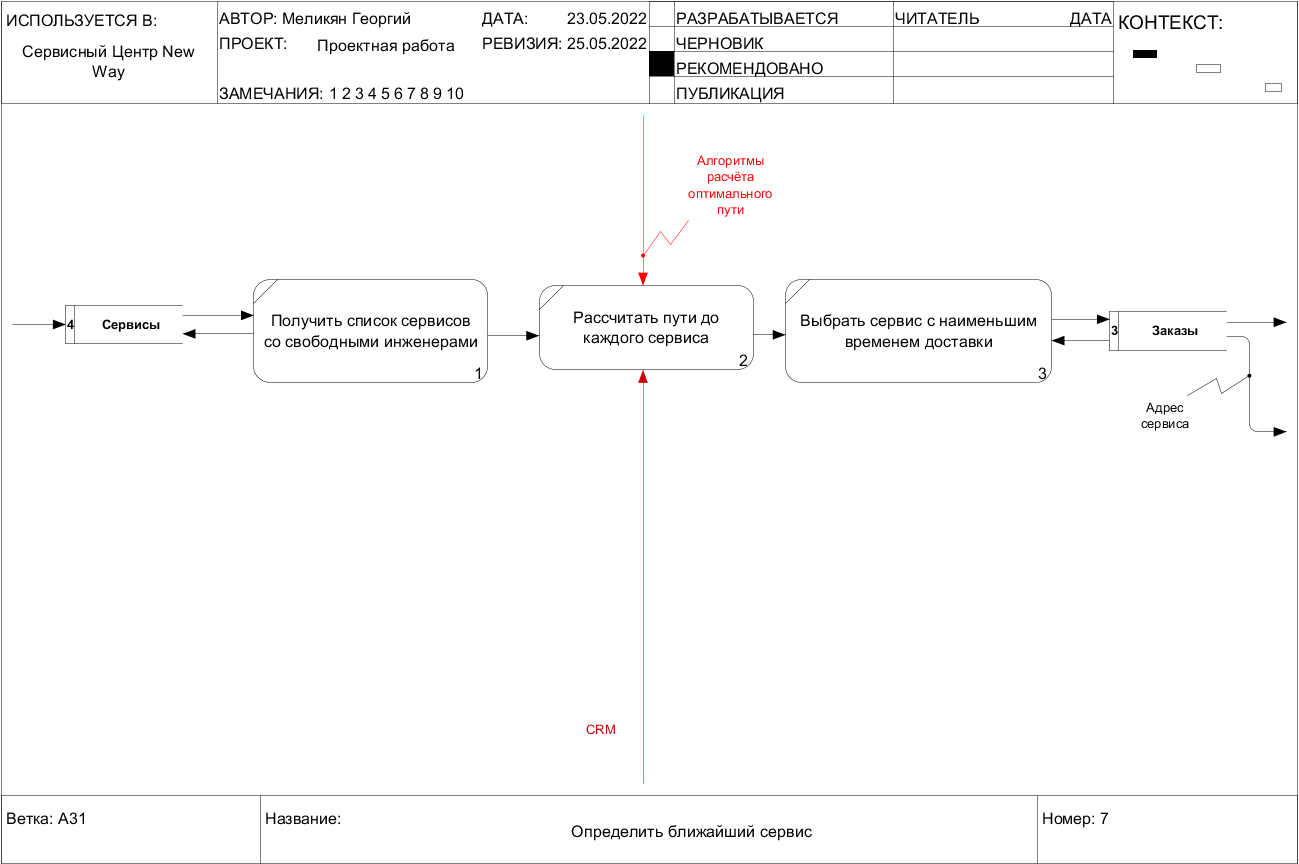 ИСПОЛЬЗУЕТСЯ В:
Сервисный Центр New
Way
АВТОР: Меликян Георгий
ДАТА: 23.05.2022
ПРОЕКТ: Проектная работа
РЕВИЗИЯ: 25.05.2022
ЗАМЕЧАНИЯ: 1 2 3 4 5 6 7 8 9 10
РАЗРАБАТЫВАЕТСЯ
ЧЕРНОВИК
РЕКОМЕНДОВАНО
ПУБЛИКАЦИЯ
ЧИТАТЕЛЬ ДАТА
КОНТЕКСТ:
Алгоритмы
расчёта
оптимального
пути
4 Сервисы
Получить список сервисов
со свободными инженерами
1
Рассчитать пути до
каждого сервиса
2
Выбрать сервис с наименьшим
временем доставки
3
3 Заказы
Адрес
сервиса
CRM
Ветка: A31
Название:
Определить ближайший сервис
Номер: 7